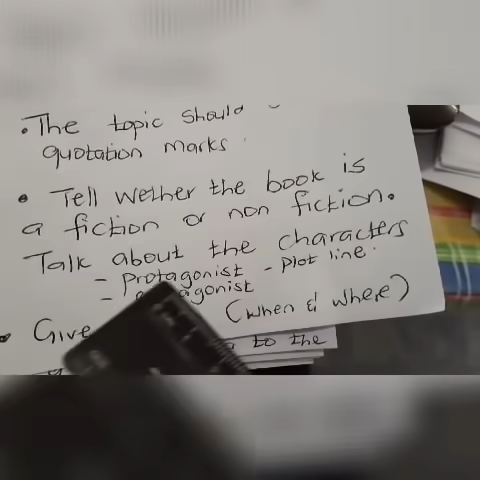 • The topic should
quotation marks
• Tell wether the book is
a fiction or non fiction.
Talk about the characters
- Protagonist - Plot line.
-
• Give (when & where)
to the